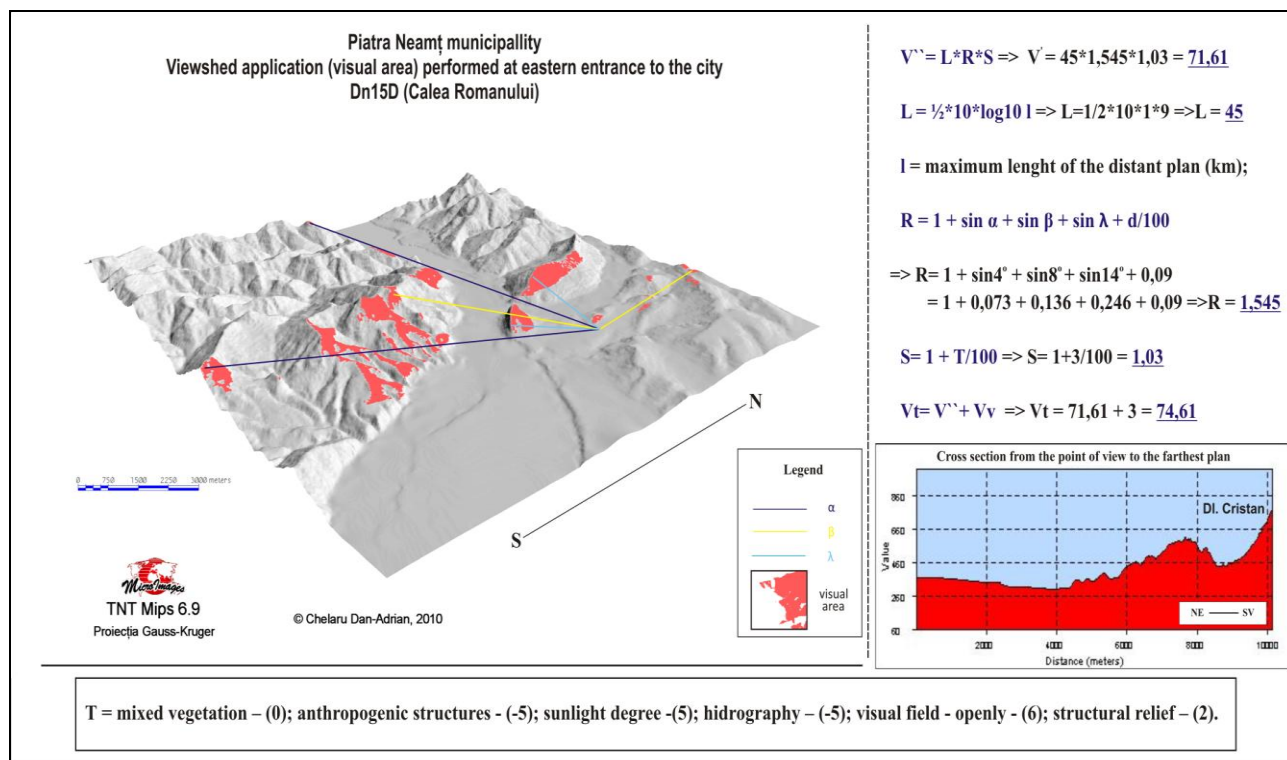 Piatra Neamț municipallity
Viewshed application (visual area) performed at eastern entrance to the city
Dn15D (Calea Romanului)
N
S
0 750 1500 2250 3000 meters
MicroImages
TNT Mips 6.9
Proiecția Gauss-Kruger
© Chelaru Dan-Adrian, 2010
Legend
α
β
λ
visual
area
V`` = L*R*S => V' = 45*1,545*1,03 = 71,61
L = ½*10*log10 l => L=1/2*10*1*9 =>L = 45
l = maximum lenght of the distant plan (km);
R = 1 + sin α + sin β + sin λ + d/100
=> R= 1 + sin4º + sin8º + sin14º + 0,09
= 1 + 0,073 + 0,136 + 0,246 + 0,09 =>R = 1,545
S= 1 + T/100 => S= 1+3/100 = 1,03
Vt= V`` + Vv => Vt = 71,61 + 3 = 74,61
Cross section from the point of view to the farthest plan
Dl. Cristan
Value
860
660
460
260
60
NE SV
2000 4000 6000 8000 10000
Distance (meters)
T = mixed vegetation – (0); anthropogenic structures - (-5); sunlight degree -(5); hidrography – (-5); visual field - openly - (6); structural relief – (2).